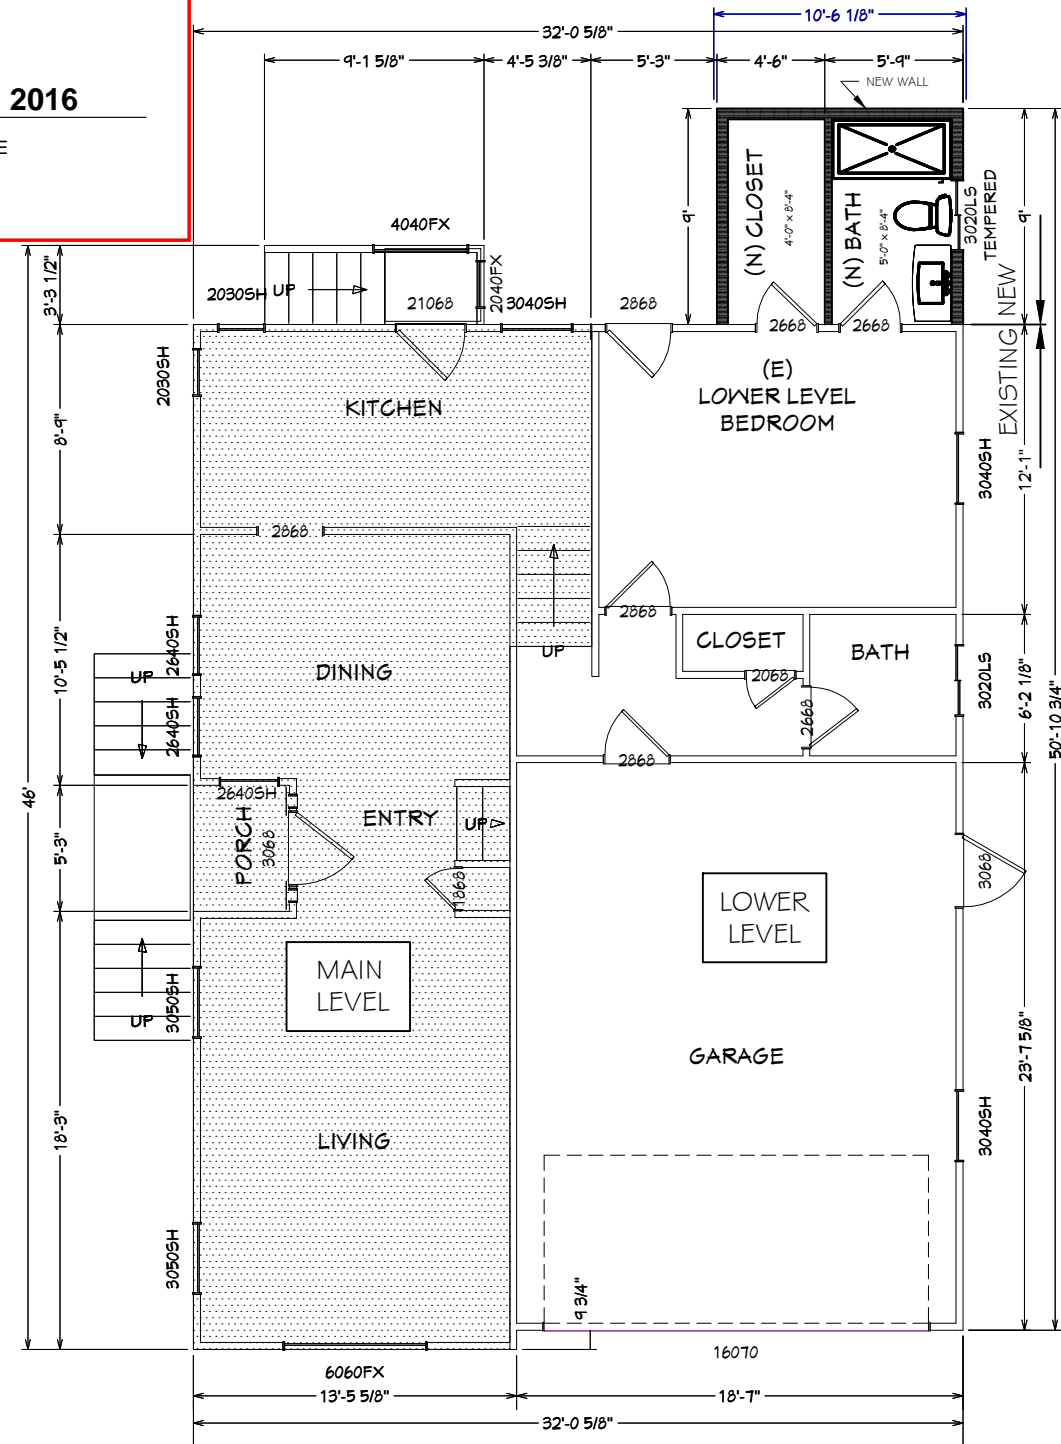 10'-6 1/8"
32'-0 5/8"
9'-1 5/8"
4'-5 3/8"
5'-3"
4'-6"
5'-9"
NEW WALL
2016
E
(N) CLOSET
4'-0" x 8'-4"
(N) BATH
5'-0" x 8'-4"
3020LS
TEMPERED
9'
9'
4040FX
2040FX
3'-3 1/2"
2030SH
UP
21068
3040SH
2868
2668
2668
EXISTING
NEW
2030SH
KITCHEN
(E)
LOWER LEVEL
BEDROOM
8'-9"
3040SH
12'-1"
2868
2868
UP
CLOSET
BATH
2068
2668
3020LS
6'-2 1/8"
50'-10 3/4"
10'-5 1/2"
2640SH
DINING
UP
2640SH
2868
2640SH
46'
5'-3"
PORCH
3068
ENTRY
UP
1868
3068
LOWER
LEVEL
MAIN
LEVEL
3050SH
UP
GARAGE
23'-7 5/8"
18'-3"
LIVING
3040SH
3050SH
9 3/4"
16070
6060FX
13'-5 5/8"
18'-7"
32'-0 5/8"